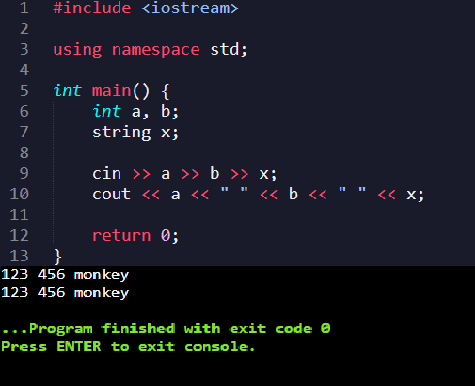 1 #include <iostream>
2
3 using namespace std;
4
5 int main() {
6     int a, b;
7     string x;
8
9     cin >> a >> b >> x;
10     cout << a << " " << b << " " << x;
11
12     return 0;
13 }
123 456 monkey
123 456 monkey
...Program finished with exit code 0
Press ENTER to exit console.